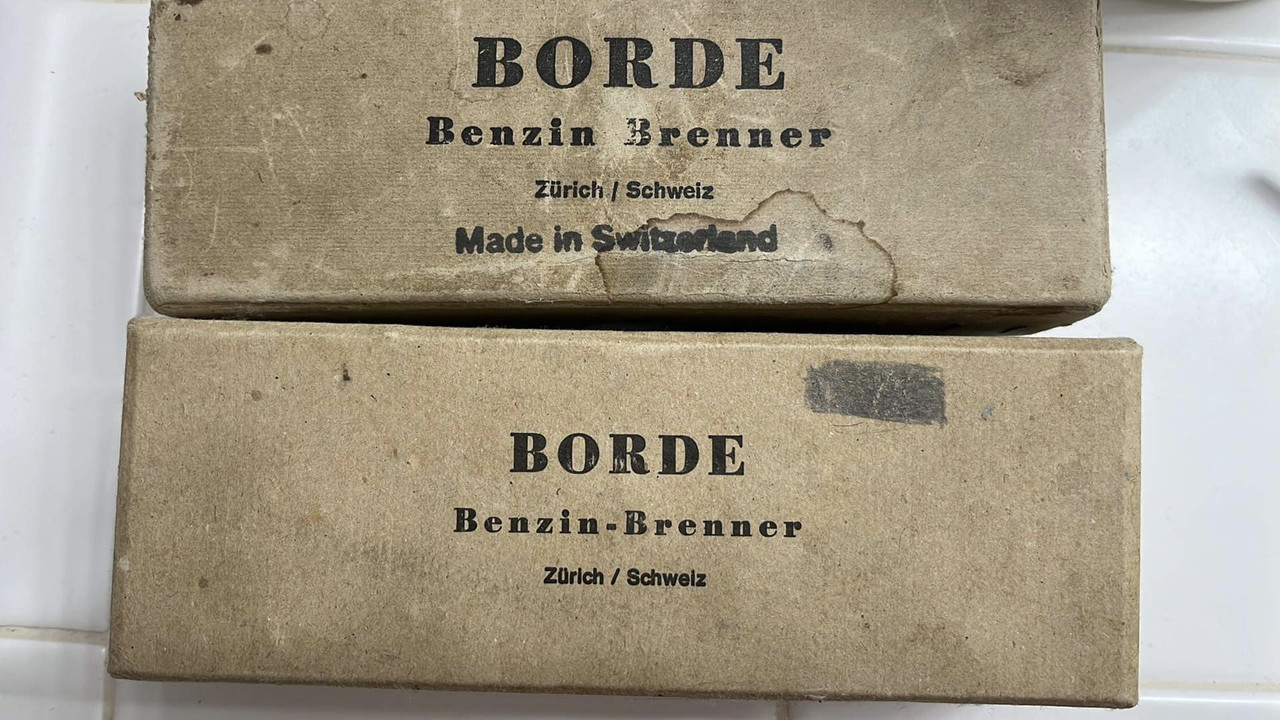 BORDE
Benzin Brenner
Zürich / Schweiz
Made in Switzerland
BORDE
Benzin-Brenner
Zürich / Schweiz